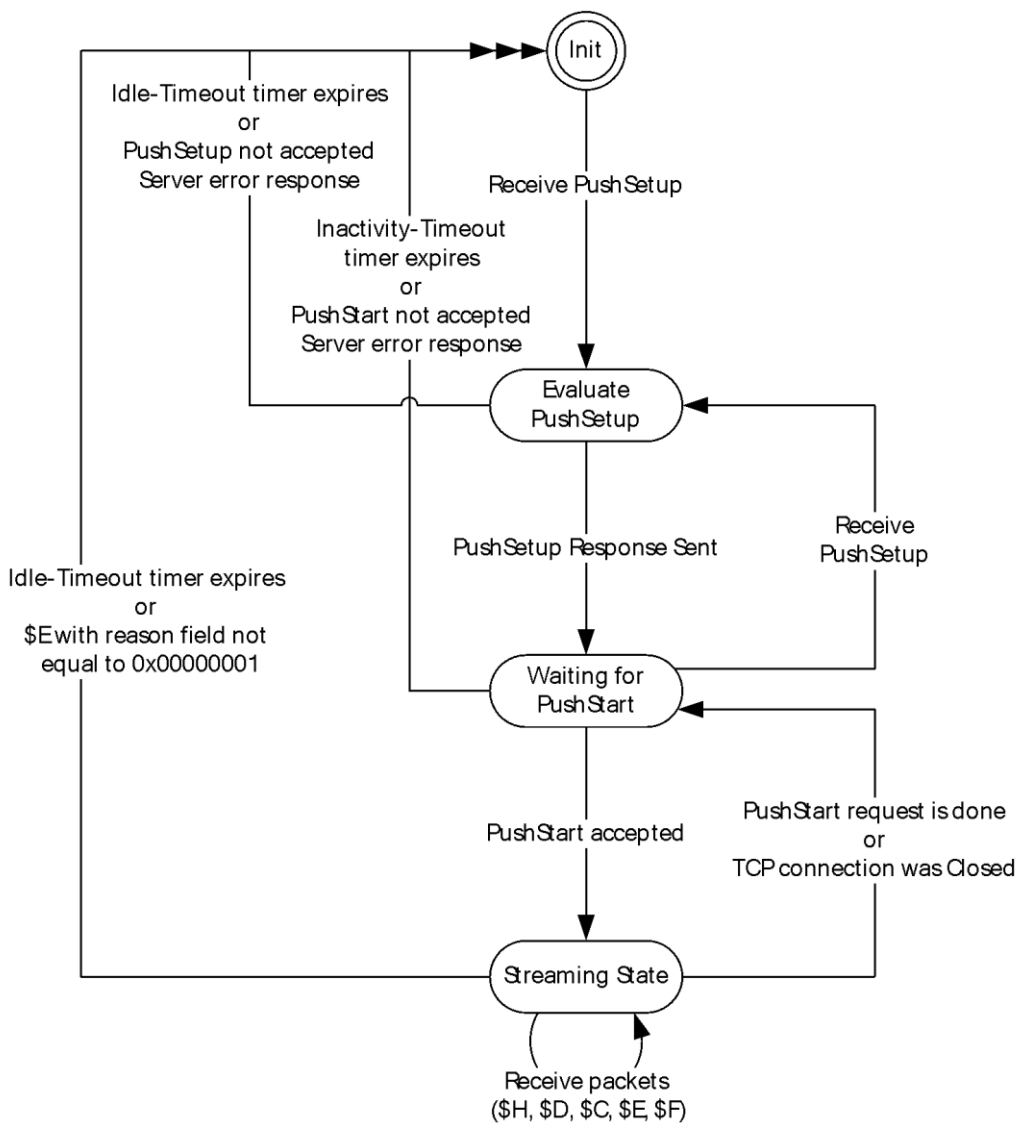 Init
Idle-Timeout timer expires
or
PushSetup not accepted
Server error response
Receive PushSetup
Inactivity-Timeout
timer expires
or
PushStart not accepted
Server error response
Evaluate
PushSetup
PushSetup Response Sent
Receive
PushSetup
Idle-Timeout timer expires
or
$E with reason field not
equal to 0x00000001
Waiting for
PushStart
PushStart accepted
PushStart request is done
or
TCP connection was Closed
Streaming State
Receive packets
($H, $D, $C, $E, $F)